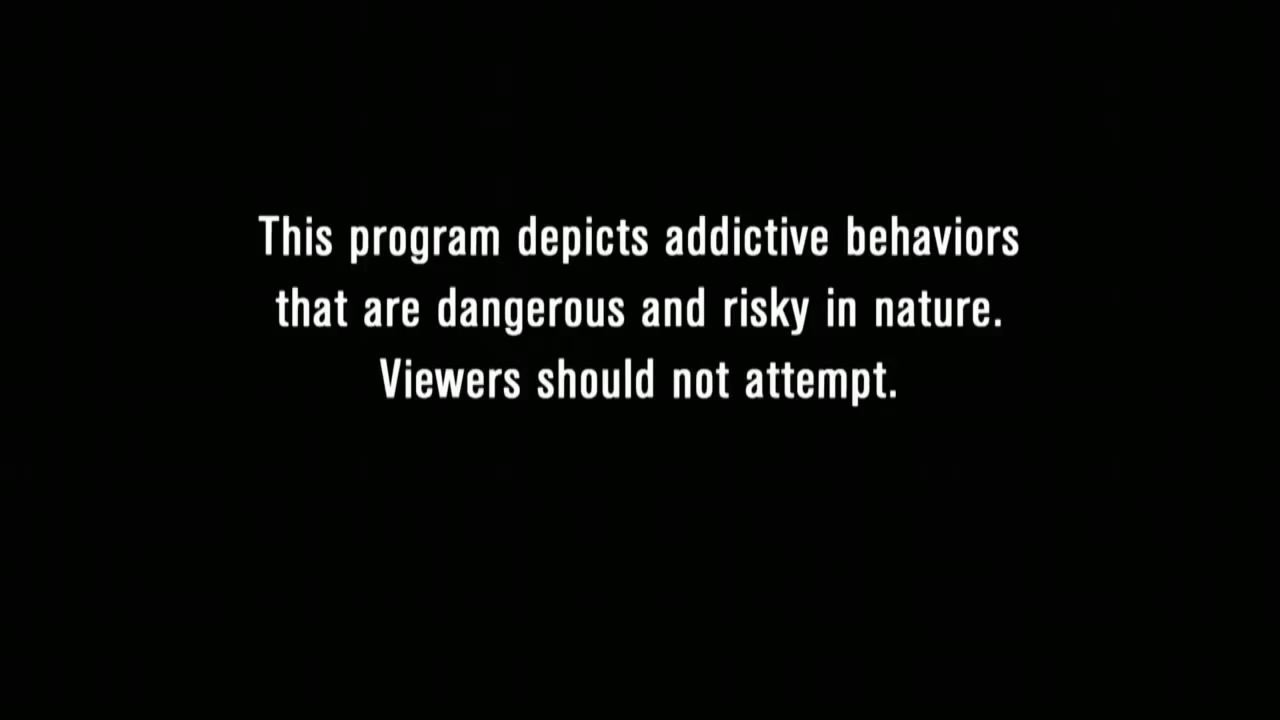 This program depicts addictive behaviors
that are dangerous and risky in nature.
Viewers should not attempt.